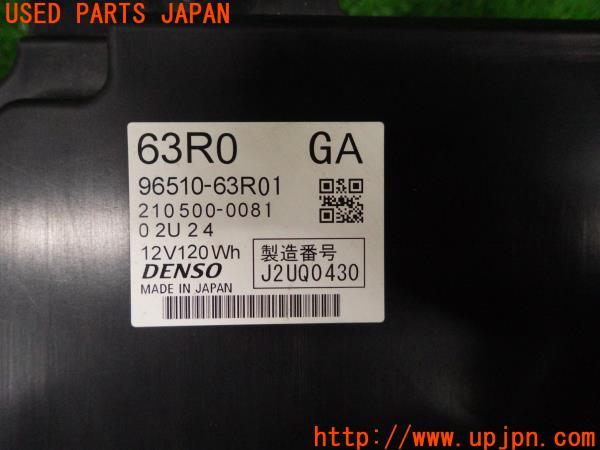 USED PARTS JAPAN
63R0 GA
96510-63R01
210500-0081
02U24
12V120Wh
DENSO
MADE IN JAPAN
製造番号
J2UQ0430
http://www.upjpn.com/